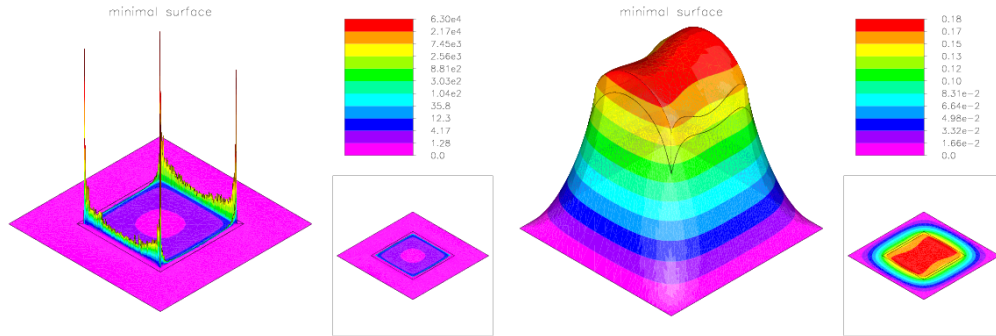 minimal surface
6.30e4
2.17e4
7.45e3
2.56e3
8.81e2
3.03e2
1.04e2
35.8
12.3
4.17
1.28
0.0
minimal surface
0.18
0.17
0.15
0.13
0.12
0.10
8.31e-2
6.64e-2
4.98e-2
3.32e-2
1.66e-2
0.0